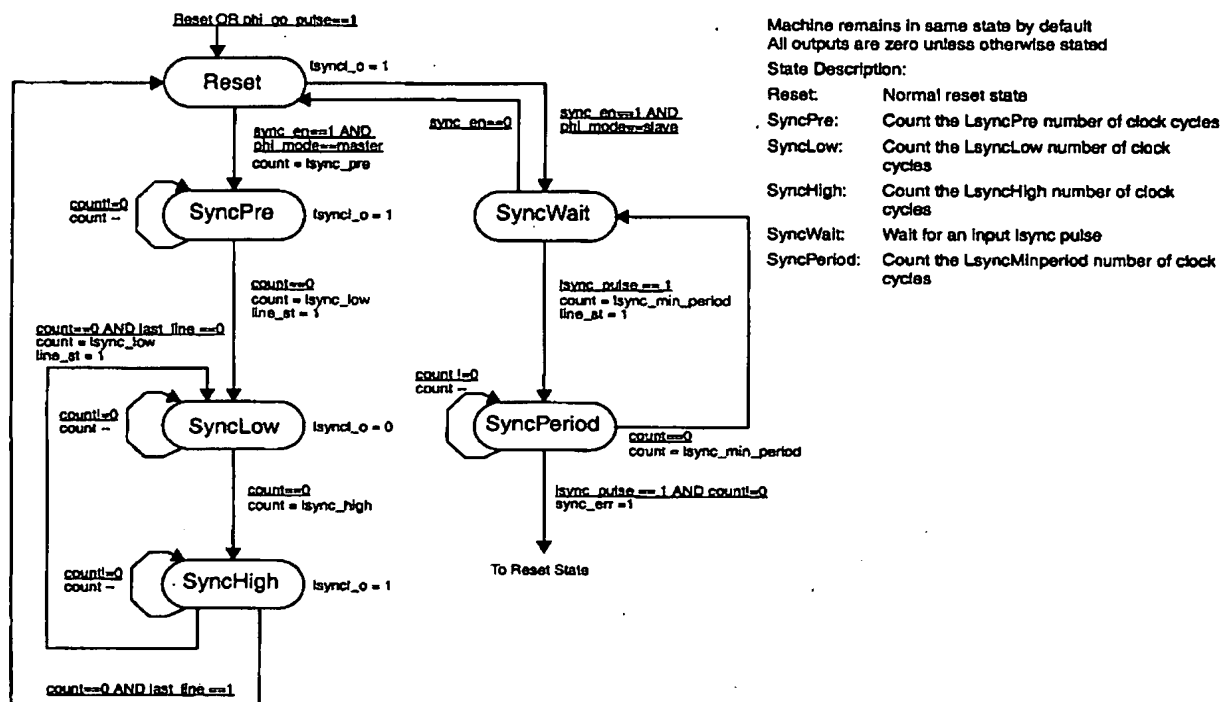 Reset OR phi_go_pulse==1
Reset
lsyncl_o = 1
sync_en==1 AND
phi_mode==master
count = lsync_pre
sync_en==0
sync_en==1 AND
phi_mode==slave
count!=0
count --
SyncPre
lsyncl_o = 1
SyncWait
count==0
count = lsync_low
line_st = 1
lsync_pulse == 1
count = lsync_min_period
line_st = 1
count==0 AND last_line ==0
count = lsync_low
line_st = 1
count!=0
count --
SyncLow
lsyncl_o = 0
count !=0
count --
SyncPeriod
count==0
count = lsync_min_period
count==0
count = lsync_high
lsync_pulse == 1 AND count!=0
sync_err =1
To Reset State
count!=0
count --
SyncHigh
lsyncl_o = 1
count==0 AND last_line ==1
Machine remains in same state by default
All outputs are zero unless otherwise stated
State Description:
Reset: Normal reset state
SyncPre: Count the LsyncPre number of clock cycles
SyncLow: Count the LsyncLow number of clock
cycles
SyncHigh: Count the LsyncHigh number of clock
cycles
SyncWait: Wait for an input lsync pulse
SyncPeriod: Count the LsyncMinperiod number of clock
cycles